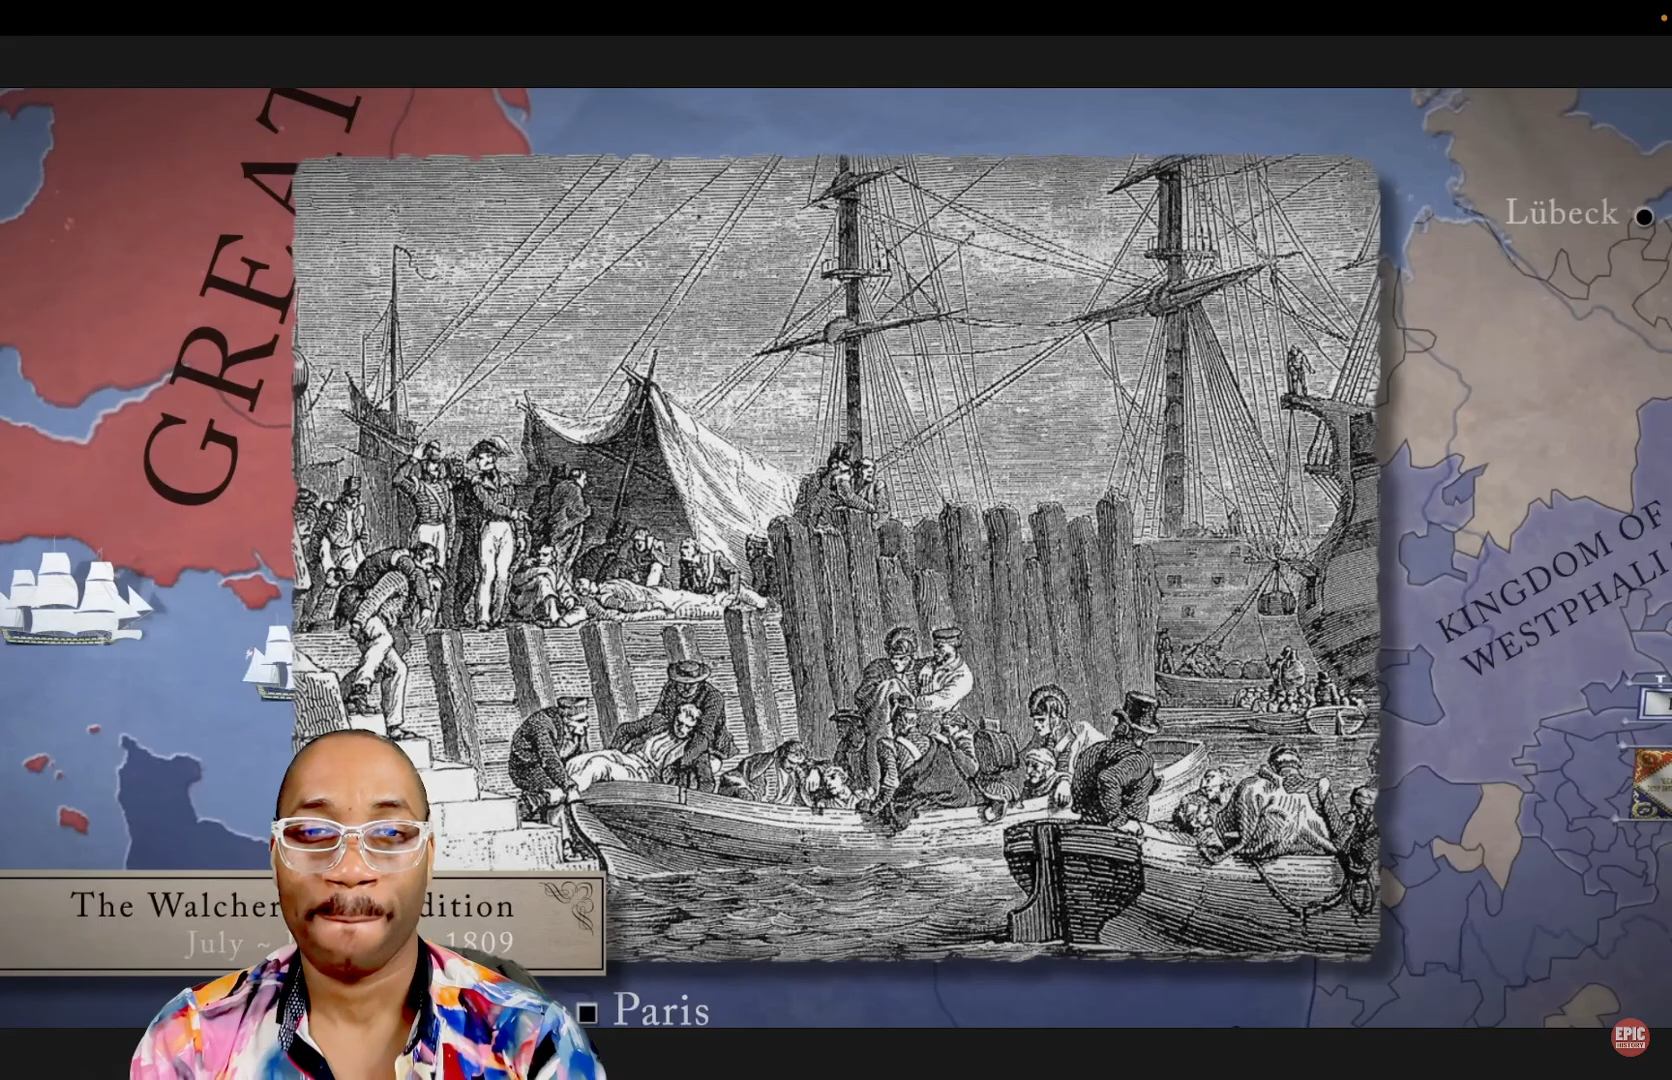 GREAT
Lübeck
KINGDOM OF
WESTPHALI
The Walcher dition
July ~ 1809
Paris
EPIC
HISTORY